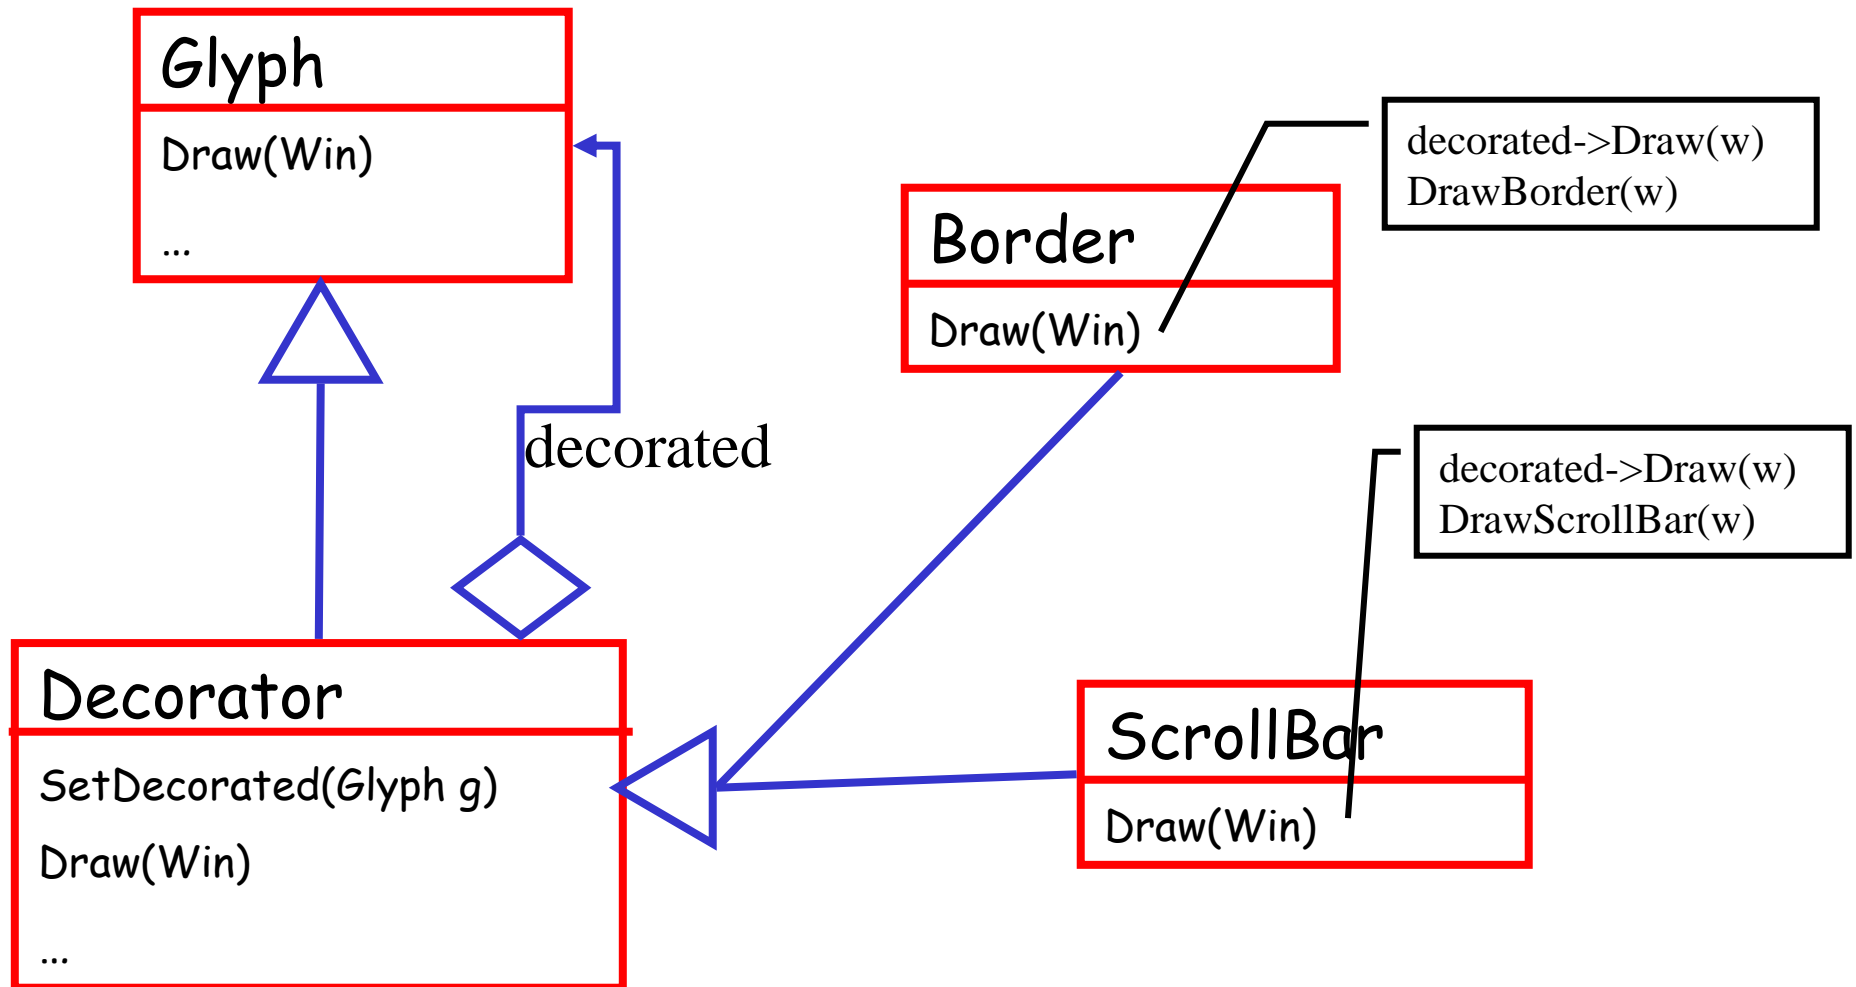 Glyph
Draw(Win)
...
decorated
Border
Draw(Win)
decorated->Draw(w)
DrawBorder(w)
decorated->Draw(w)
DrawScrollBar(w)
Decorator
SetDecorated(Glyph g)
Draw(Win)
...
ScrollBar
Draw(Win)